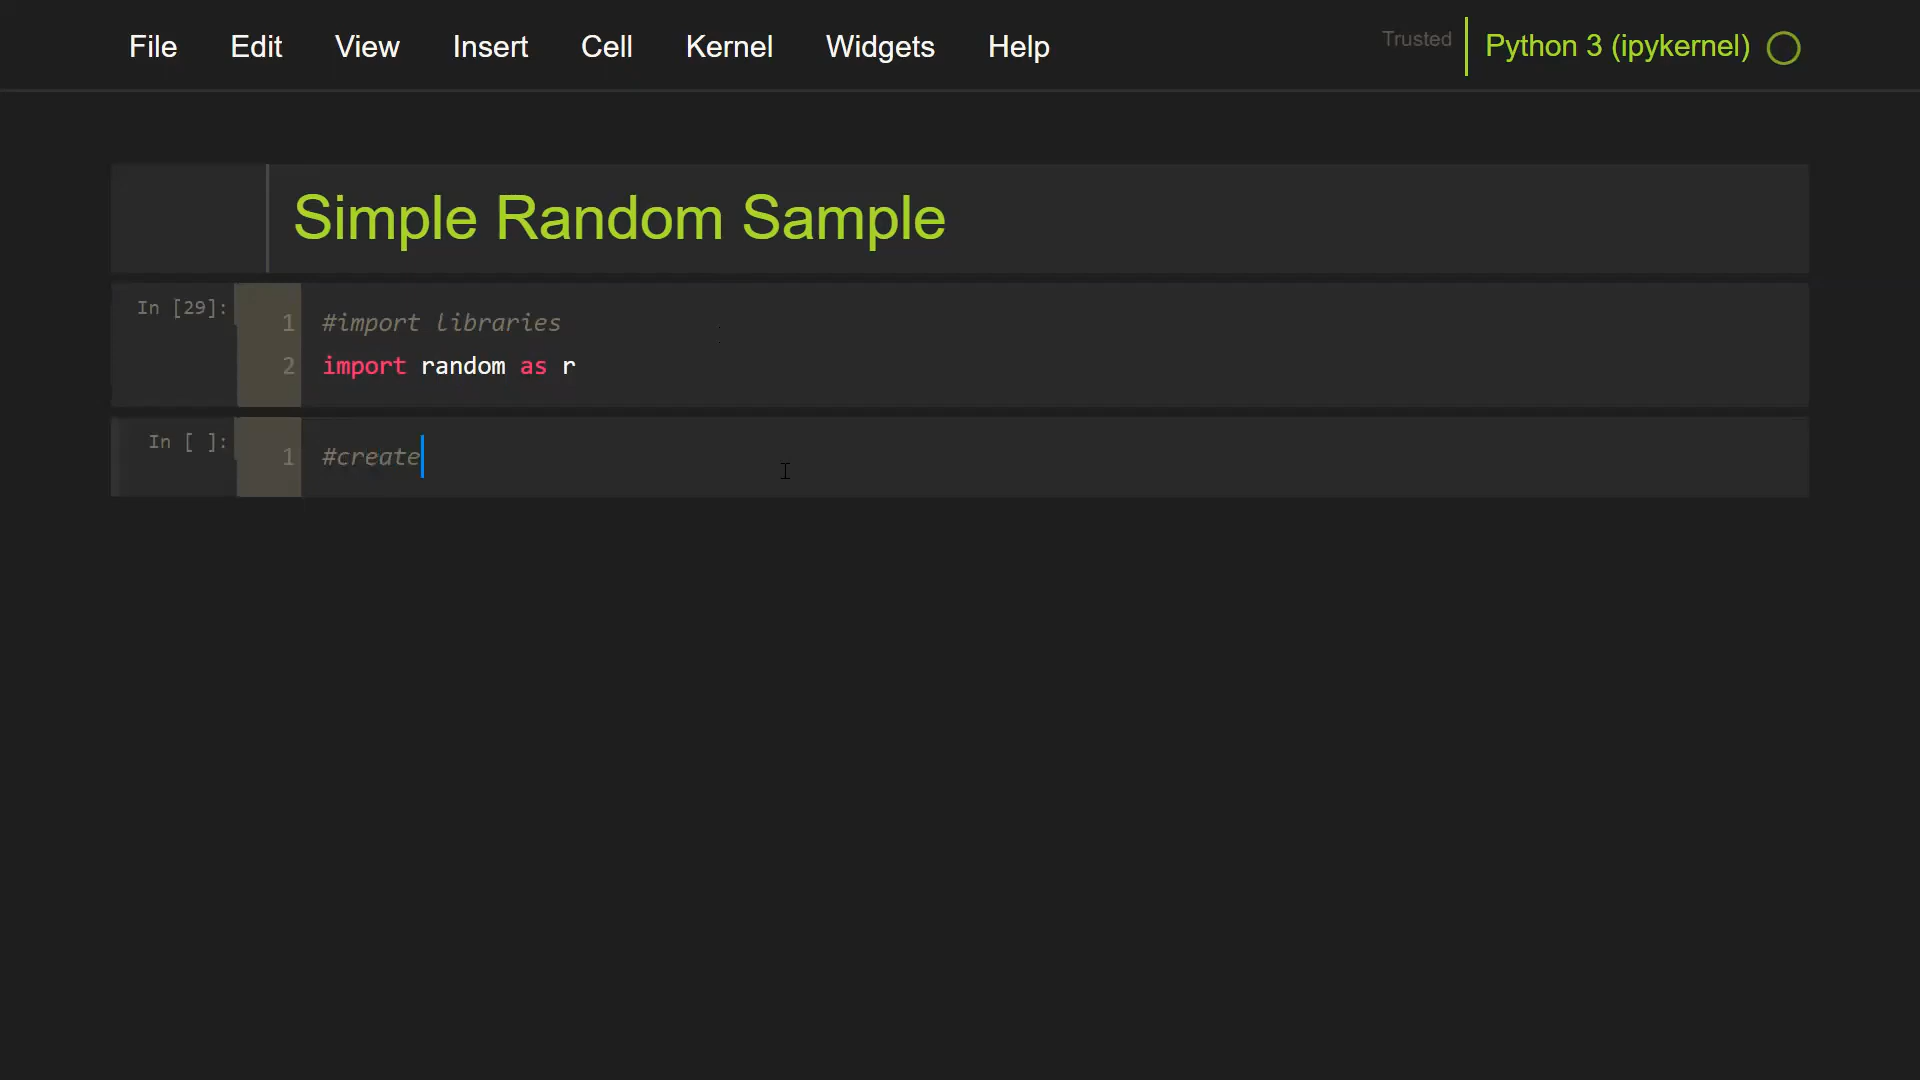 File Edit View Insert Cell Kernel Widgets Help Trusted Python 3 (ipykernel)
Simple Random Sample
In [29]:
1 #import libraries
2 import random as r
In [ ]:
1 #create